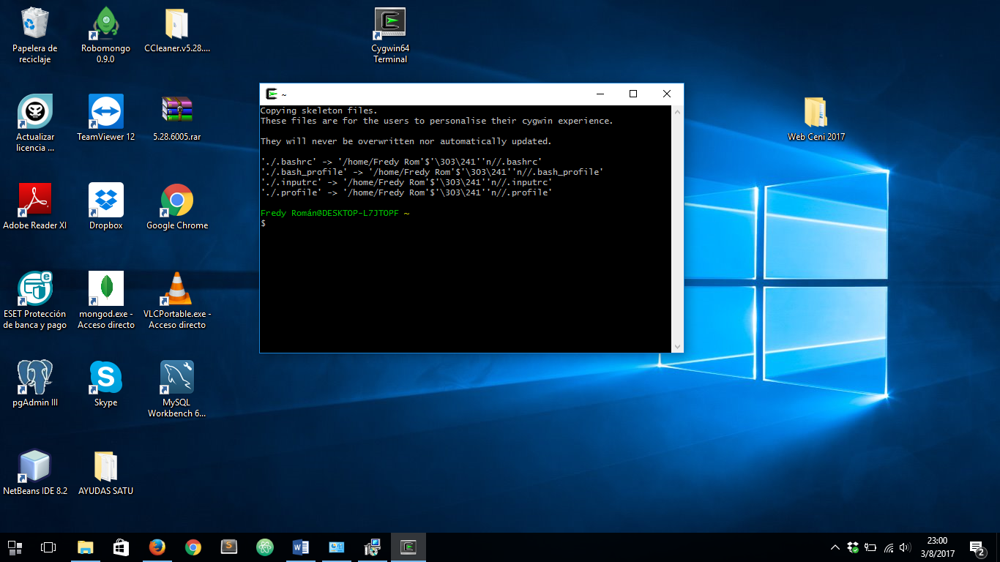 Papelera de
reciclaje
Robomongo
0.9.0
CCleaner.v5.28....
Cygwin64
Terminal
Actualizar
licencia ...
TeamViewer 12
5.28.6005.rar
Web Ceni 2017
Adobe Reader XI
Dropbox
Google Chrome
ESET Protección
de banca y pago
mongod.exe -
Acceso directo
VLCPortable.exe -
Acceso directo
pgAdmin III
Skype
MySQL
Workbench 6...
NetBeans IDE 8.2
AYUDAS SATU
~
Copying skeleton files.
These files are for the users to personalise their cygwin experience.
They will never be overwritten nor automatically updated.
'./.bashrc' -> '/home/Fredy Rom'$'\303\241''n//.bashrc'
'./.bash_profile' -> '/home/Fredy Rom'$'\303\241''n//.bash_profile'
'./.inputrc' -> '/home/Fredy Rom'$'\303\241''n//.inputrc'
'./.profile' -> '/home/Fredy Rom'$'\303\241''n//.profile'
Fredy Román@DESKTOP-L7JTOPF ~
$
23:00
3/8/2017
2